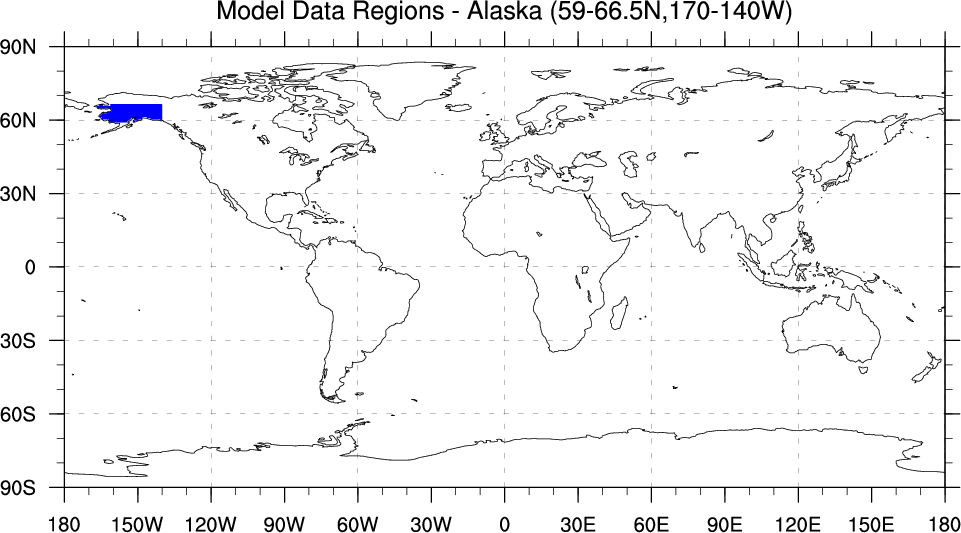 Model Data Regions - Alaska (59-66.5N,170-140W)
90N
60N
30N
0
30S
60S
90S
180 150W 120W 90W 60W 30W 0 30E 60E 90E 120E 150E 180